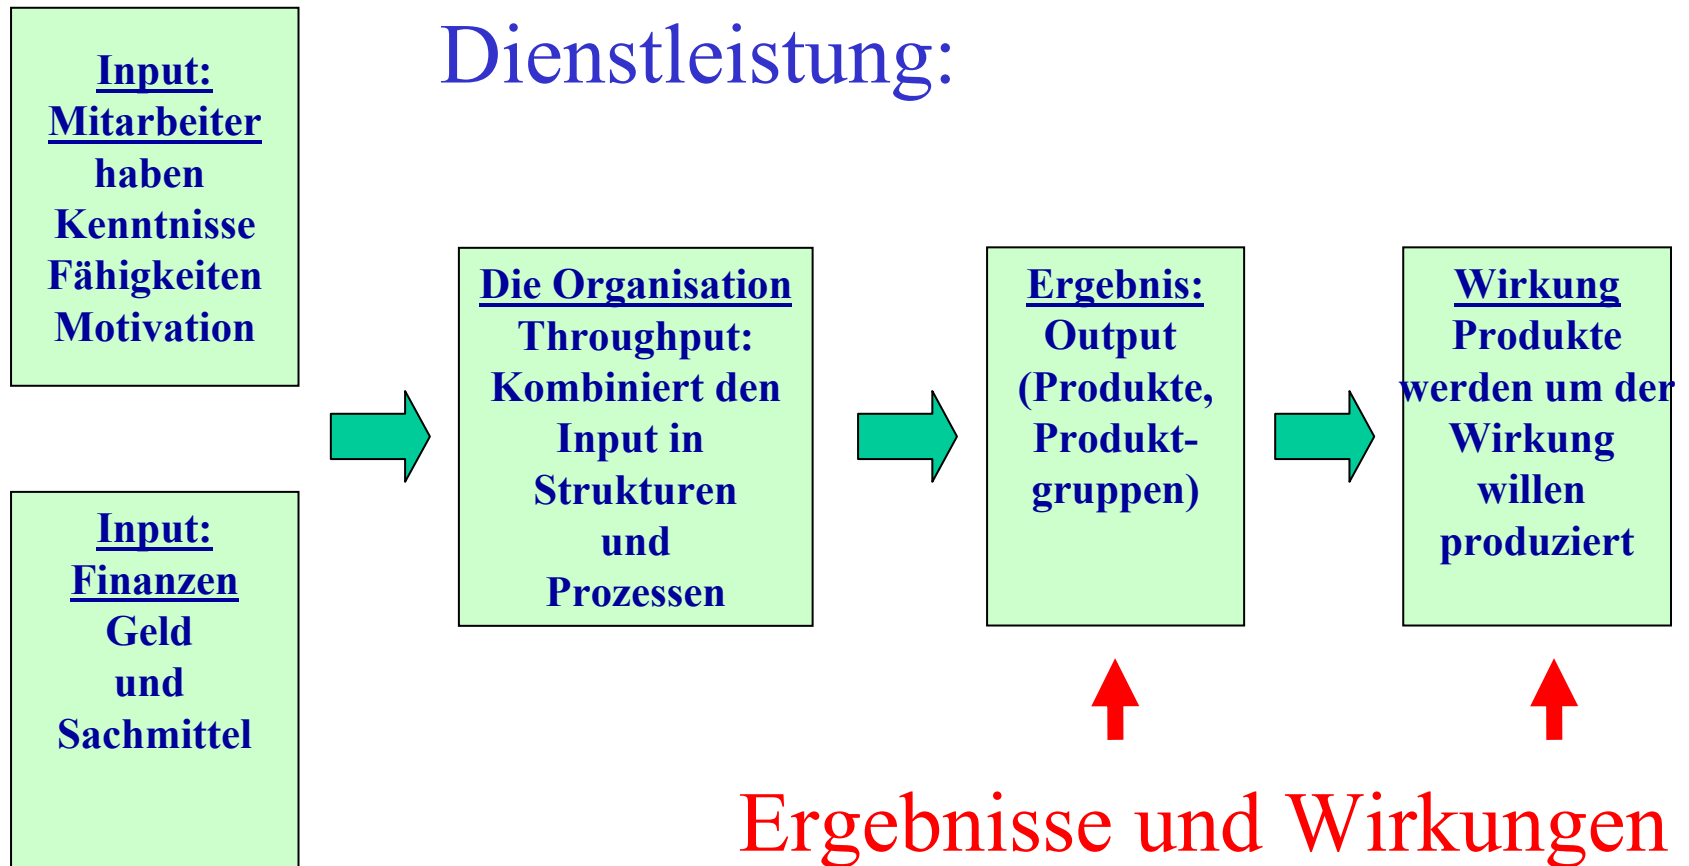 Dienstleistung:
Input:
Mitarbeiter
haben
Kenntnisse
Fähigkeiten
Motivation
Input:
Finanzen
Geld
und
Sachmittel
Die Organisation
Throughput:
Kombiniert den
Input in
Strukturen
und
Prozessen
Ergebnis:
Output
(Produkte,
Produkt-
gruppen)
Wirkung
Produkte
werden um der
Wirkung
willen
produziert
Ergebnisse und Wirkungen